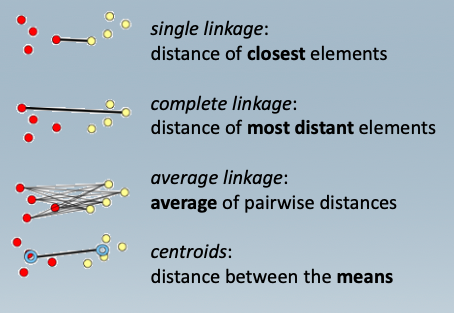 single linkage:
distance of closest elements
complete linkage:
distance of most distant elements
average linkage:
average of pairwise distances
centroids:
distance between the means